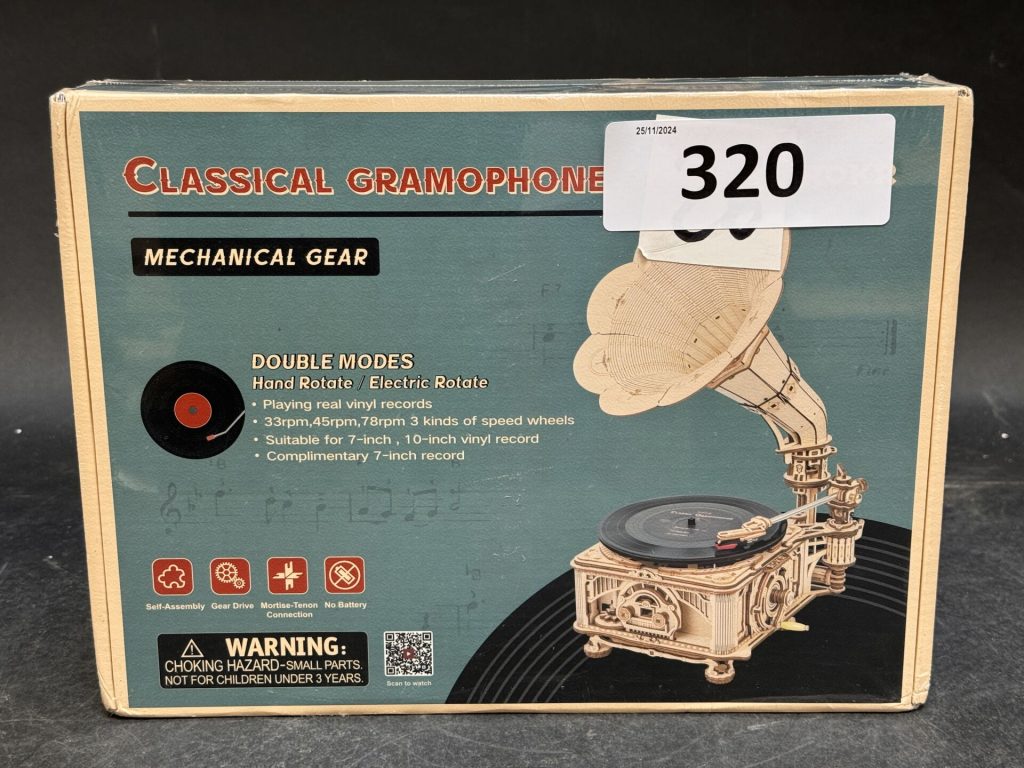 25/11/2024
320
CLASSICAL GRAMOPHONE
MECHANICAL GEAR
DOUBLE MODES
Hand Rotate / Electric Rotate
• Playing real vinyl records
• 33rpm,45rpm,78rpm 3 kinds of speed wheels
• Suitable for 7-inch , 10-inch vinyl record
• Complimentary 7-inch record
Fine
Self-Assembly
Gear Drive
Mortise-Tenon
Connection
No Battery
WARNING:
CHOKING HAZARD-SMALL PARTS.
NOT FOR CHILDREN UNDER 3 YEARS.
Scan to watch